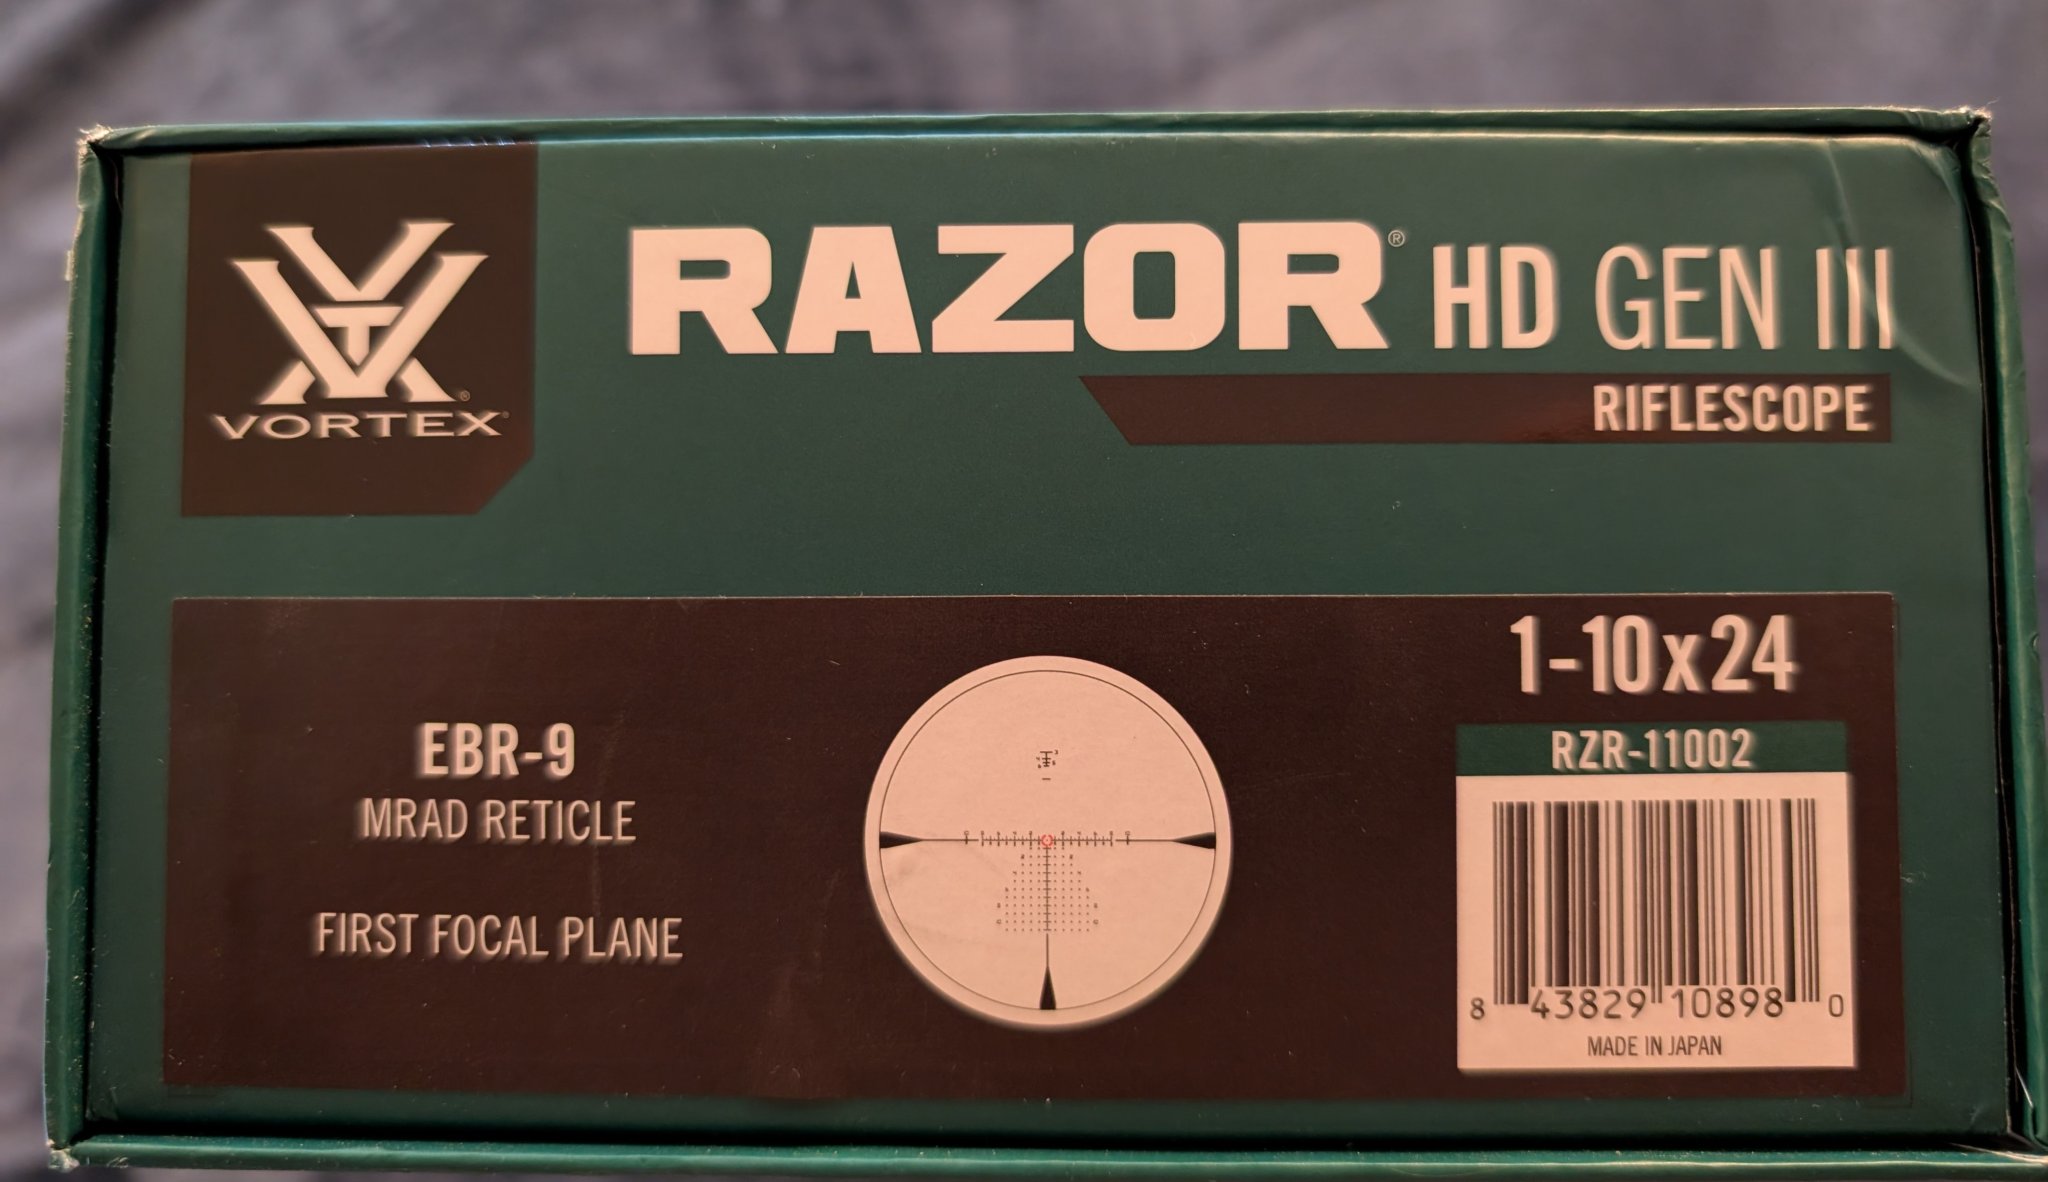 VORTEX®
RAZOR® HD GEN III
RIFLESCOPE
EBR-9
MRAD RETICLE
FIRST FOCAL PLANE
1-10x24
RZR-11002
8 43829 10898 0
MADE IN JAPAN